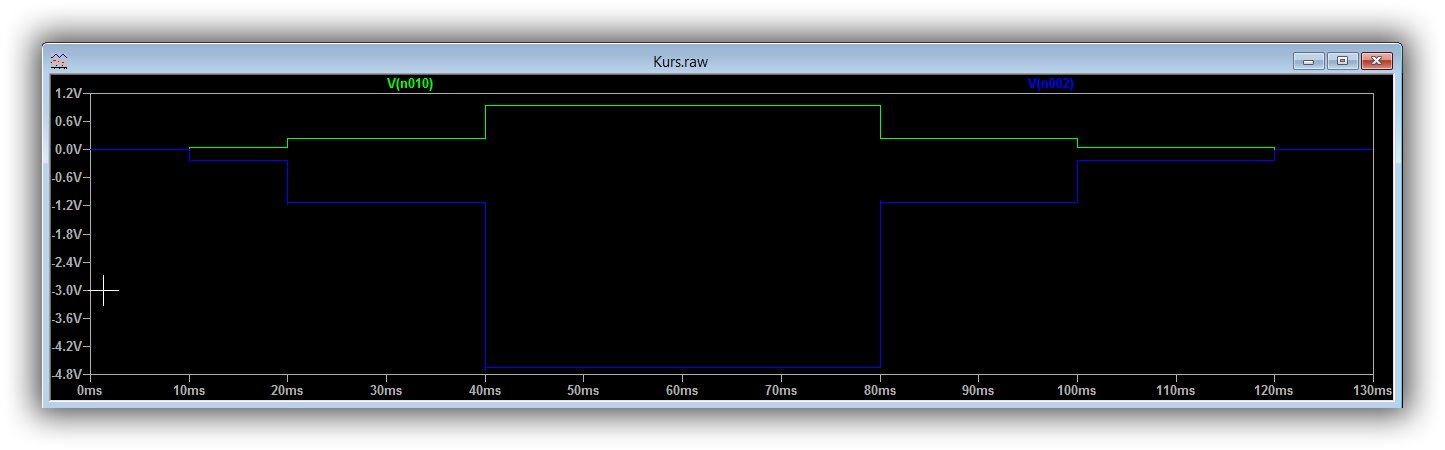 Kurs.raw
V(n010) V(n002)
1.2V
0.6V
0.0V
-0.6V
-1.2V
-1.8V
-2.4V
-3.0V
-3.6V
-4.2V
-4.8V
0ms 10ms 20ms 30ms 40ms 50ms 60ms 70ms 80ms 90ms 100ms 110ms 120ms 130ms